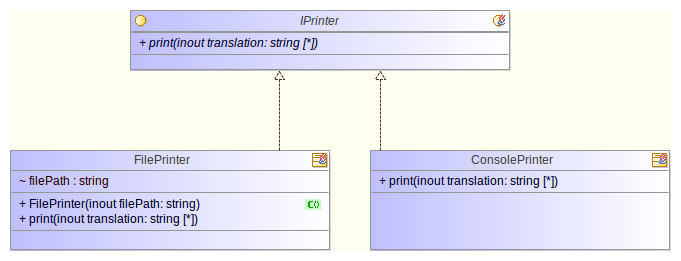 IPrinter
+ print(inout translation: string [*])
FilePrinter
~ filePath : string
+ FilePrinter(inout filePath: string)
C()
+ print(inout translation: string [*])
ConsolePrinter
+ print(inout translation: string [*])